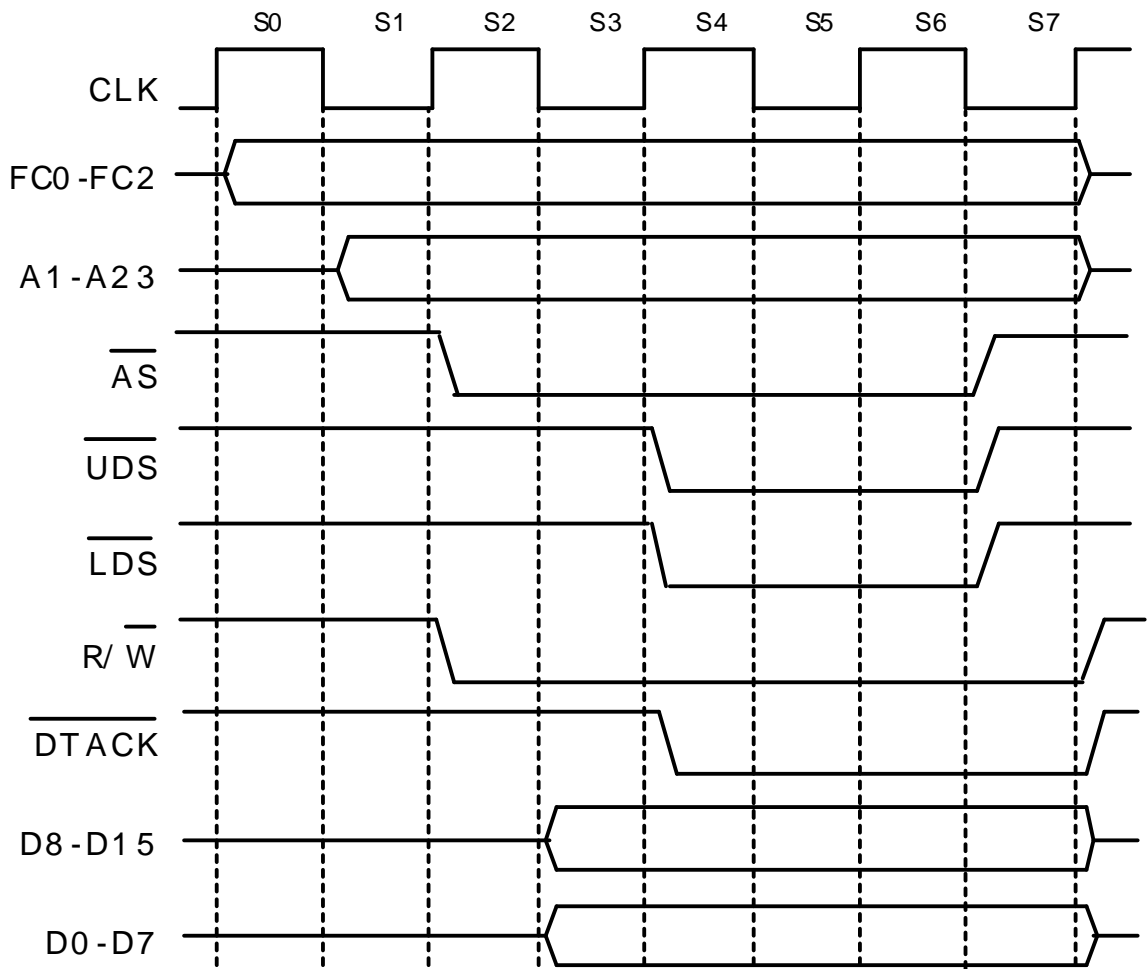 S0 S1 S2 S3 S4 S5 S6 S7
CLK
FC0-FC2
A1-A23
AS
UDS
LDS
R/W
DTACK
D8-D15
D0-D7